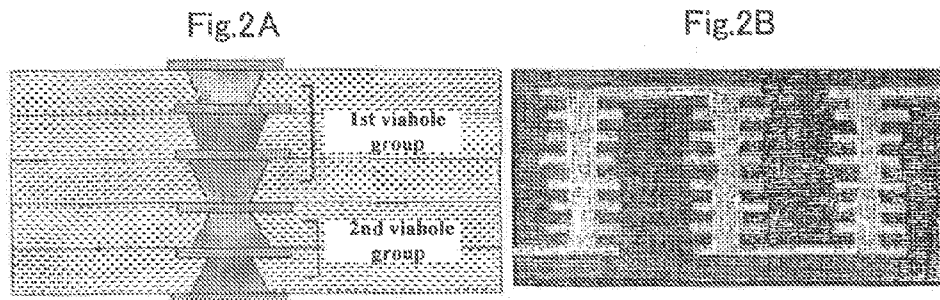 Fig.2A
Fig.2B
1st viahole
group
2nd viahole
group